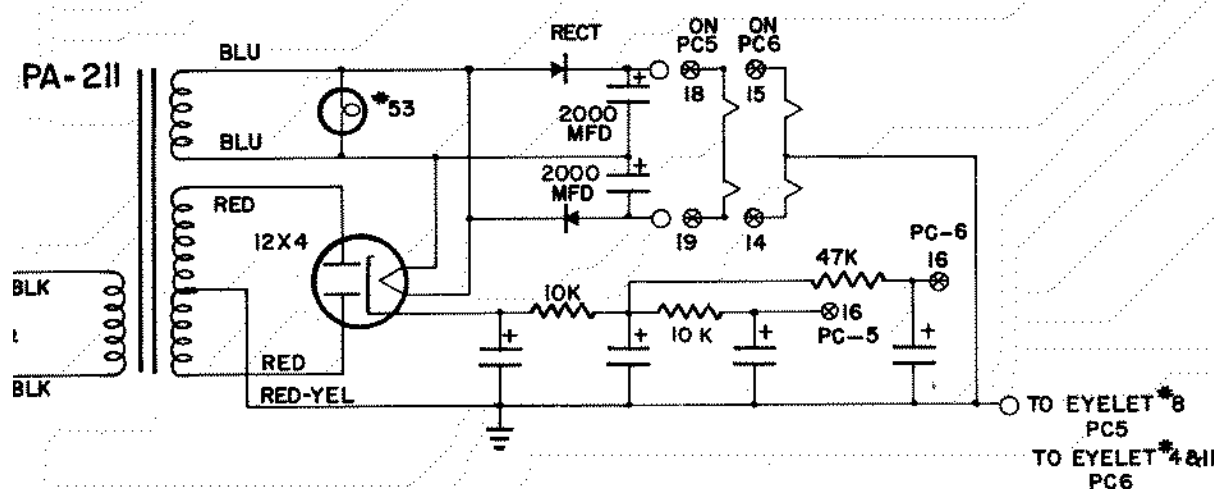 PA-211
BLU
*53
BLU
RED
12X4
BLK
BLK
RED
RED-YEL
RECT
+
2000
MFD
2000
MFD
+
ON
PC5
ON
PC6
18
15
19
14
PC-6
16
47K
10K
10K
16
PC-5
+
+
+
+
TO EYELET *8
PC5
TO EYELET *4&11
PC6